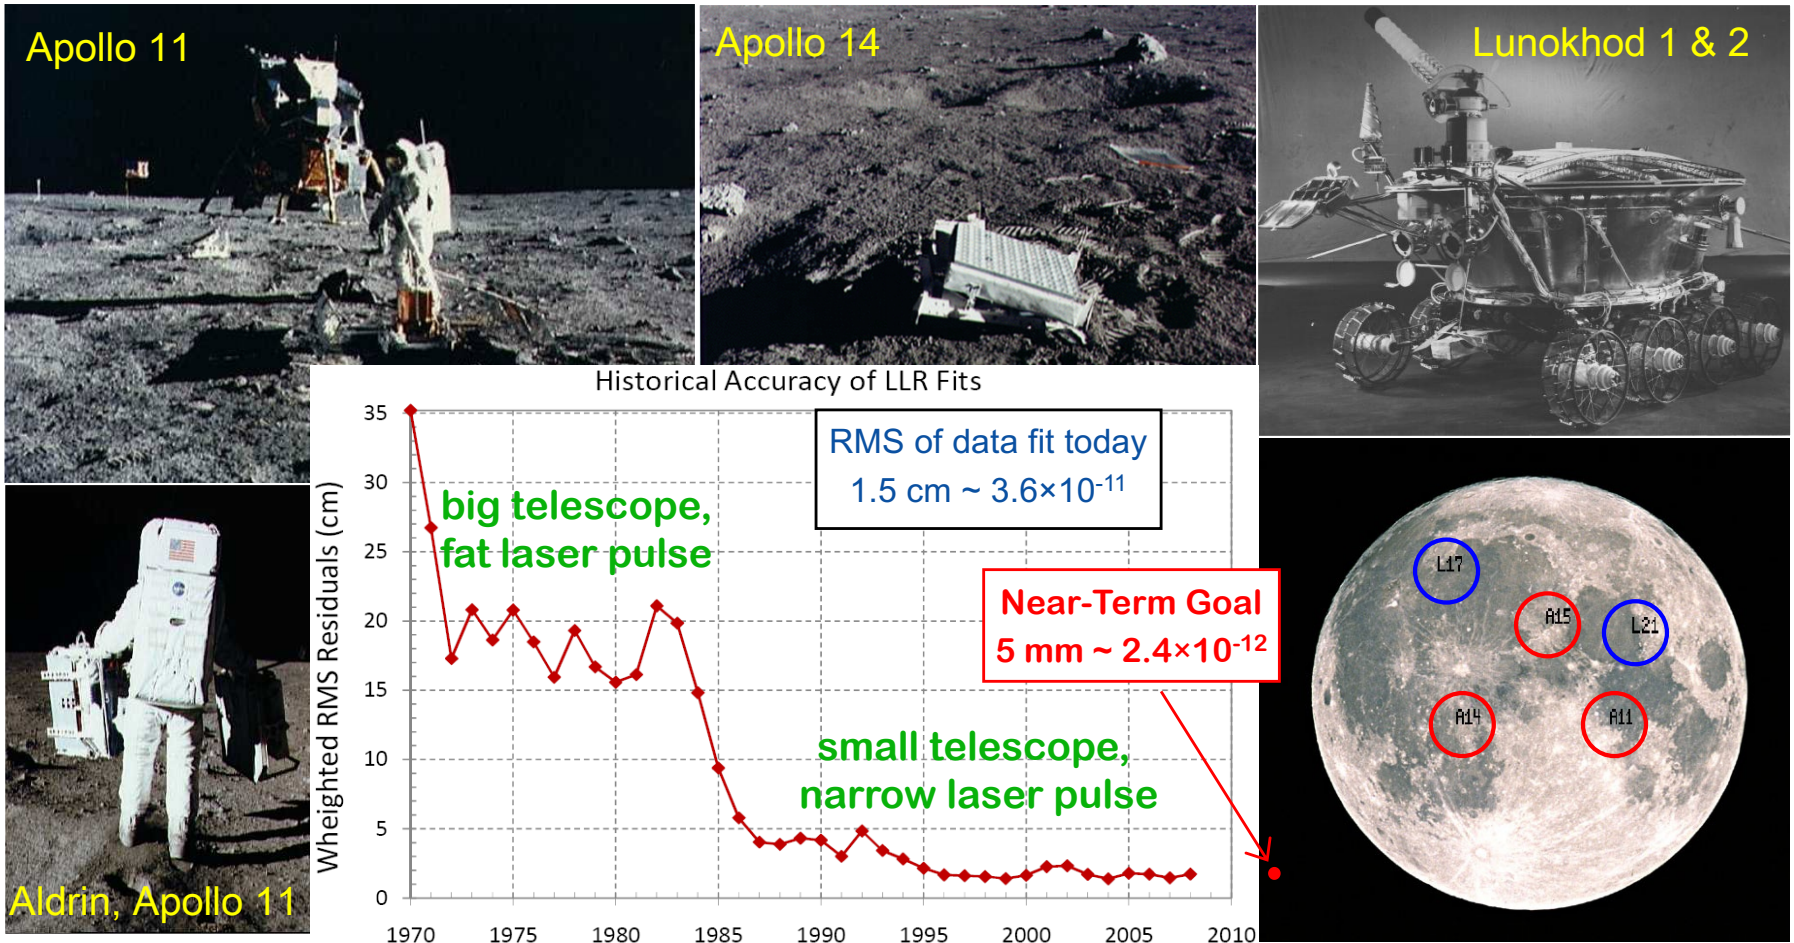 Apollo 11
Apollo 14
Lunokhod 1 & 2
Historical Accuracy of LLR Fits
Wheighted RMS Residuals (cm)
35
30
25
20
15
10
5
0
1970
1975
1980
1985
1990
1995
2000
2005
2010
RMS of data fit today
1.5 cm ~ 3.6×10⁻¹¹
big telescope,
fat laser pulse
Near-Term Goal
5 mm ~ 2.4×10⁻¹²
small telescope,
narrow laser pulse
Aldrin, Apollo 11
L17
A15
L21
A14
A11